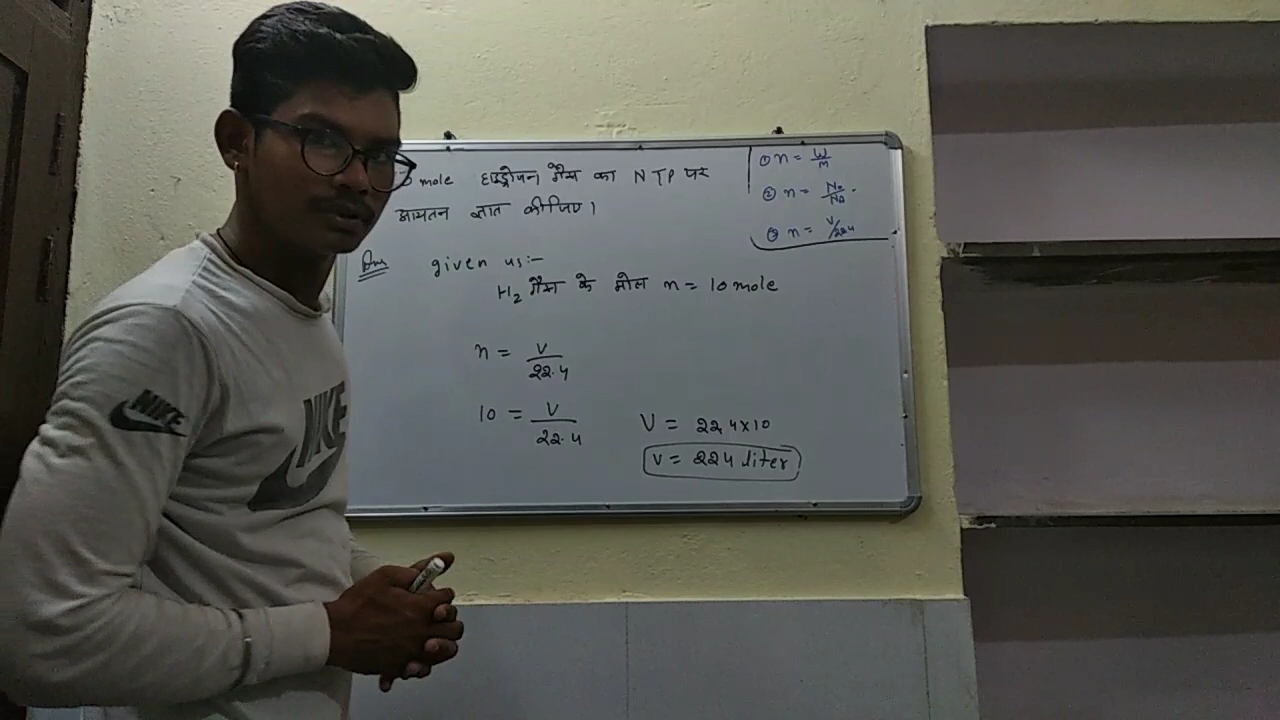 mole हाइड्रोजन गैस का NTP पर
आयतन ज्ञात कीजिए।
① n = W/M
② n = /NA
③ n = V/22.4
Ans given us:-
H₂ गैस के मोल n = 10 mole
n = V/22.4
10 = V/22.4
V = 22.4x10
V = 224 liter
NIKE
NIKE